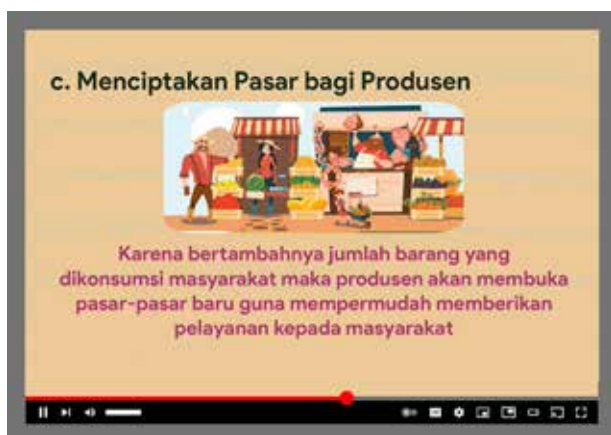 c. Menciptakan Pasar bagi Produsen
Karena bertambahnya jumlah barang yang
dikonsumsi masyarakat maka produsen akan membuka
pasar-pasar baru guna mempermudah memberikan
pelayanan kepada masyarakat